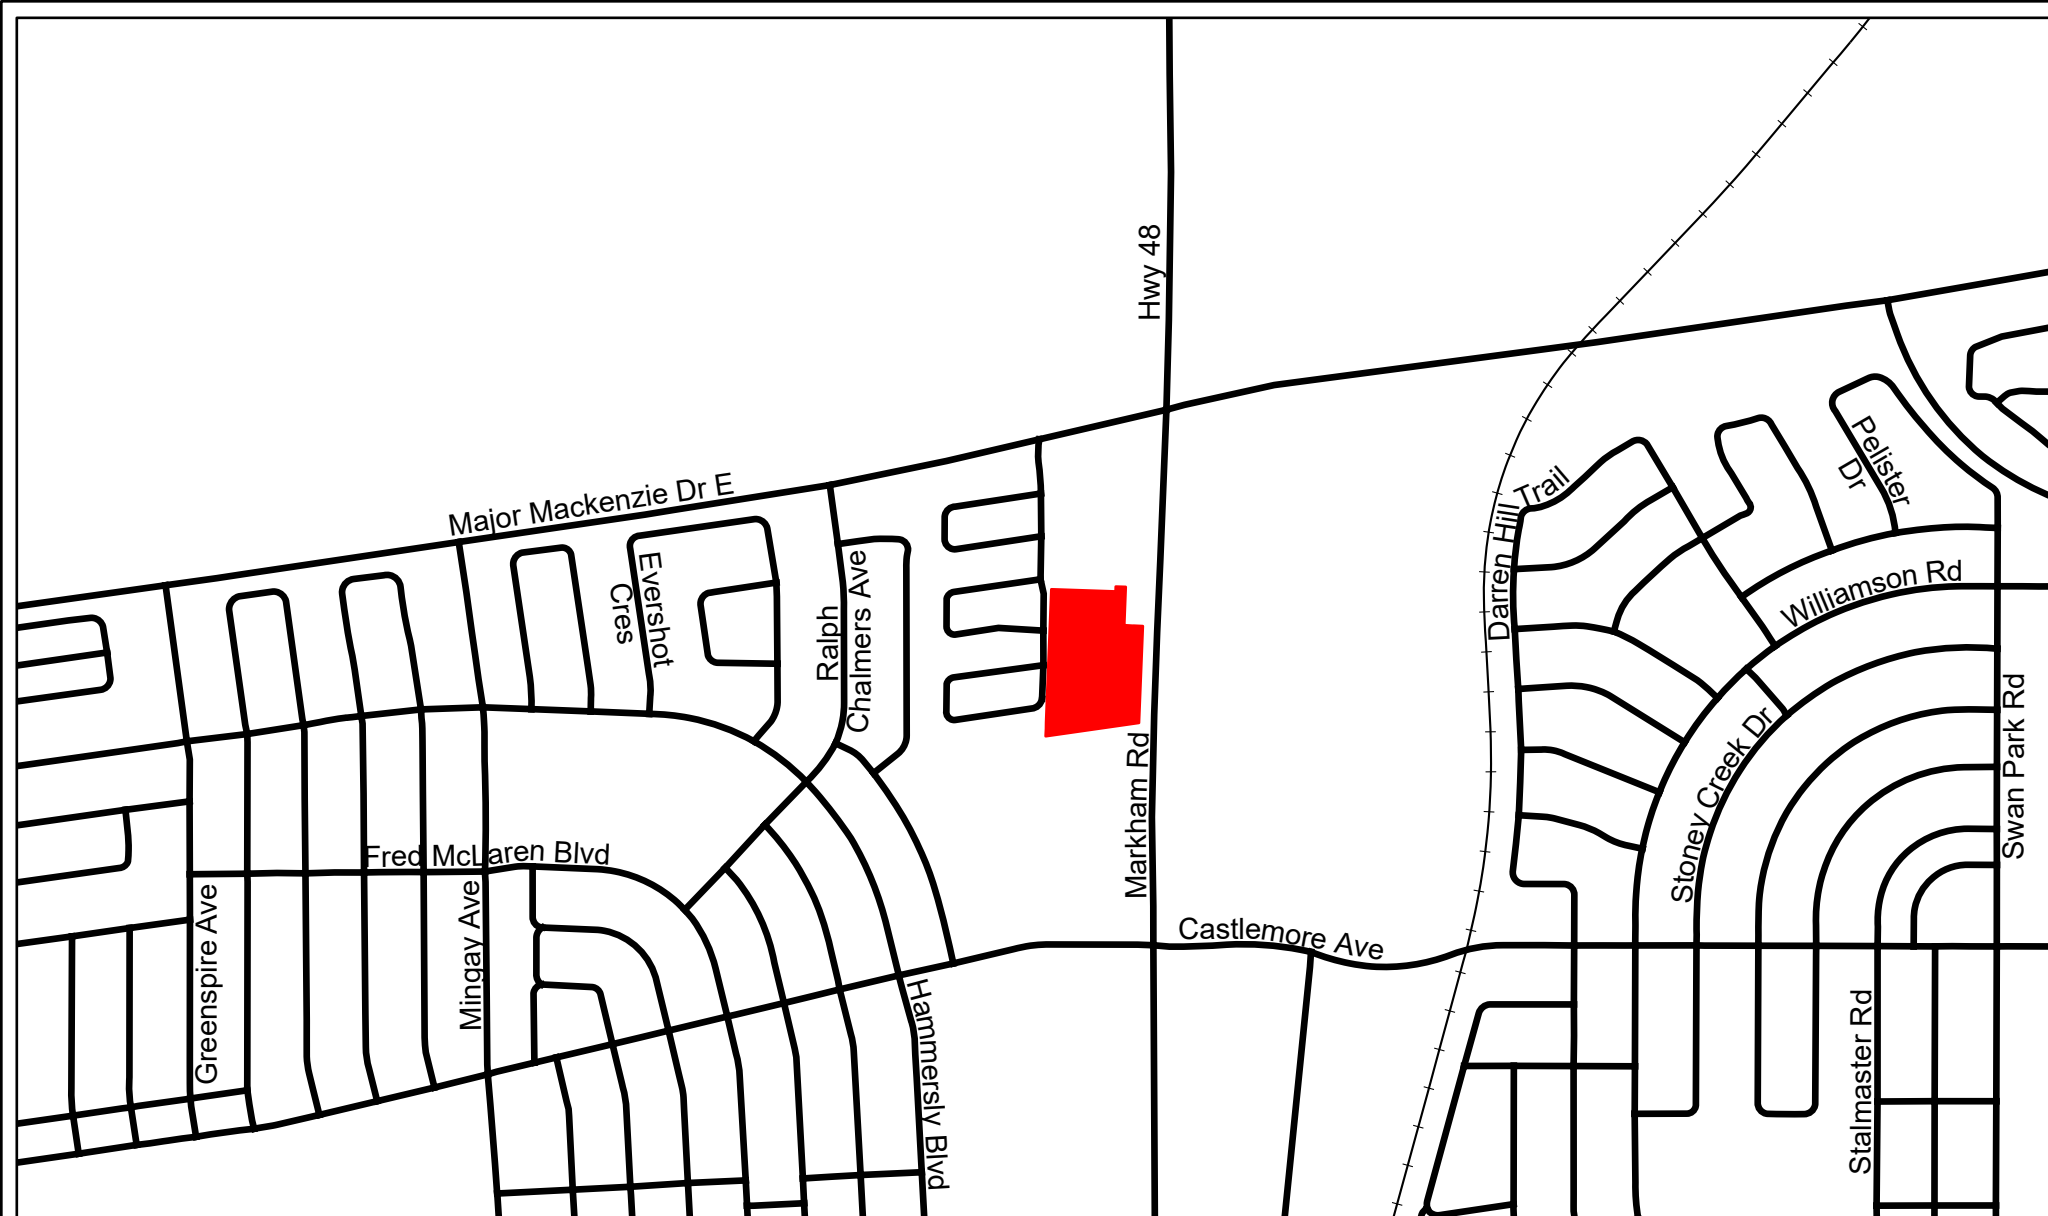 Hwy 48
Major Mackenzie Dr E
Evershot
Cres
Ralph
Chalmers Ave
Darren Hill Trail
Pelister
Dr
Williamson Rd
Stoney Creek Dr
Swan Park Rd
Markham Rd
Fred McLaren Blvd
Greenspire Ave
Mingay Ave
Castlemore Ave
Hammersly Blvd
Stalmaster Rd